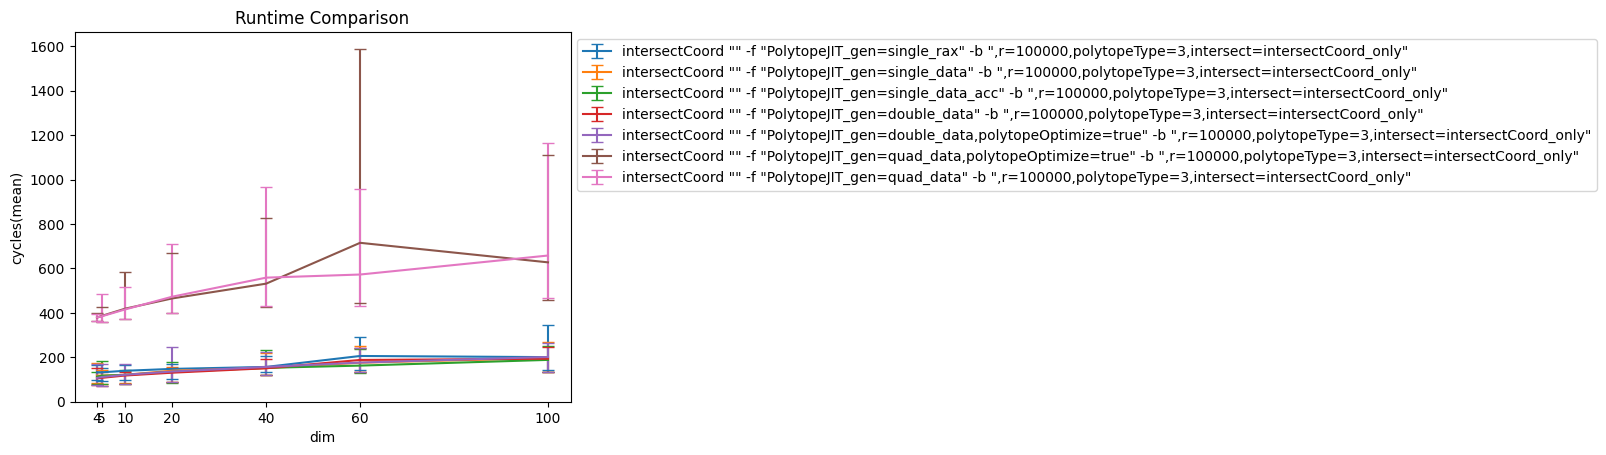 Runtime Comparison
1600
1400
1200
1000
800
600
400
200
0
cycles(mean)
4 5 10 20 40 60 100
dim
intersectCoord "" -f "PolytopeJIT_gen=single_rax" -b ",r=100000,polytopeType=3,intersect=intersectCoord_only"
intersectCoord "" -f "PolytopeJIT_gen=single_data" -b ",r=100000,polytopeType=3,intersect=intersectCoord_only"
intersectCoord "" -f "PolytopeJIT_gen=single_data_acc" -b ",r=100000,polytopeType=3,intersect=intersectCoord_only"
intersectCoord "" -f "PolytopeJIT_gen=double_data" -b ",r=100000,polytopeType=3,intersect=intersectCoord_only"
intersectCoord "" -f "PolytopeJIT_gen=double_data,polytopeOptimize=true" -b ",r=100000,polytopeType=3,intersect=intersectCoord_only"
intersectCoord "" -f "PolytopeJIT_gen=quad_data,polytopeOptimize=true" -b ",r=100000,polytopeType=3,intersect=intersectCoord_only"
intersectCoord "" -f "PolytopeJIT_gen=quad_data" -b ",r=100000,polytopeType=3,intersect=intersectCoord_only"